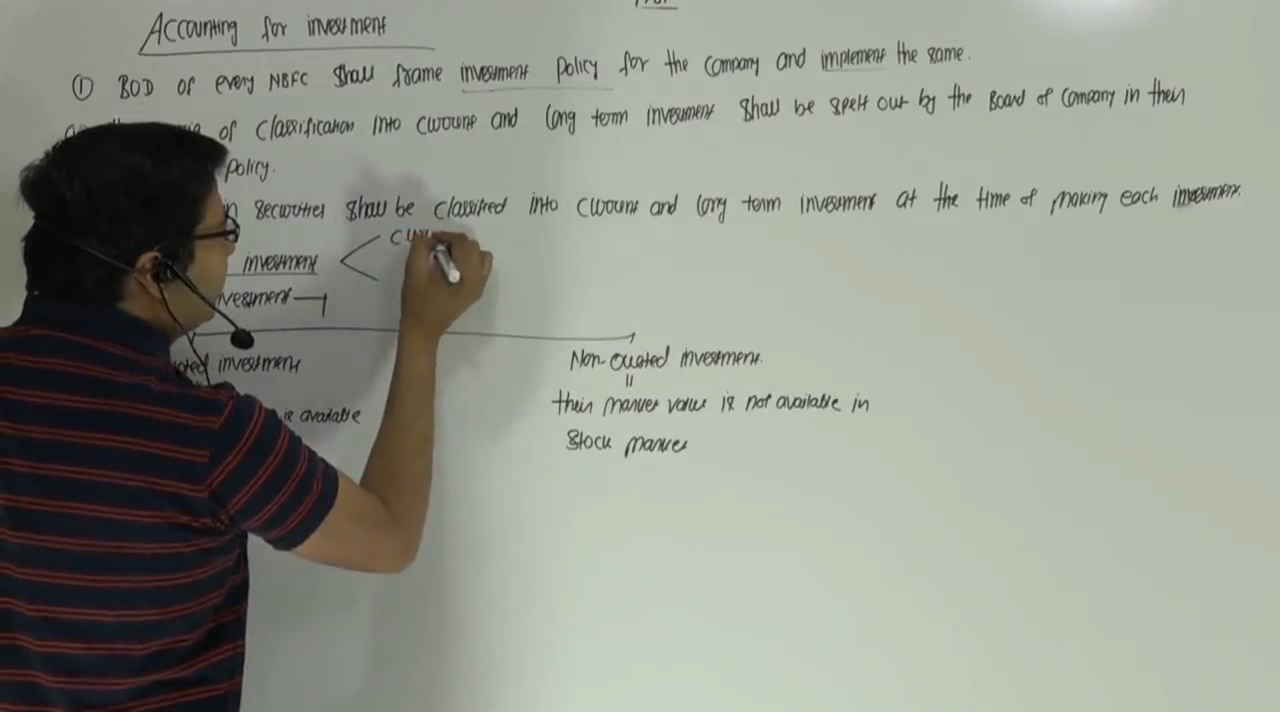 Accounting for investment
① BOD of every NBFC shall frame investment policy for the company and implement the same.
of classification into current and long term investment shall be spelt out by the Board of Company in their
Policy.
in securities shall be classified into current and long term investment at the time of making each investment.
investment
investment
investment Non-quoted investment.
is available their market value is not available in
stock market